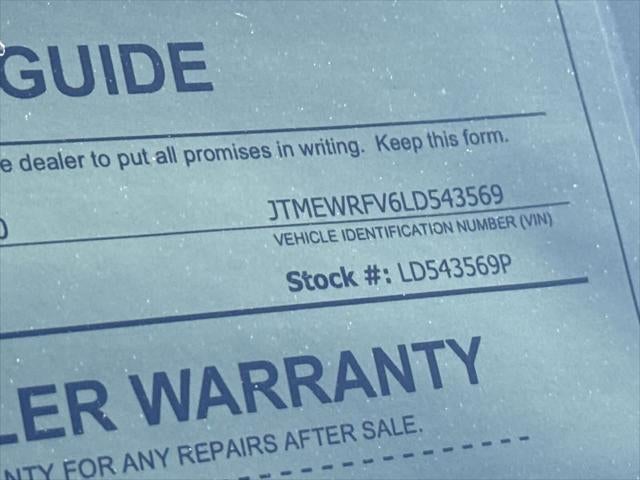 GUIDE
e dealer to put all promises in writing. Keep this form.
JTMEWRFV6LD543569
VEHICLE IDENTIFICATION NUMBER (VIN)
Stock #: LD543569P
LER WARRANTY
NTY FOR ANY REPAIRS AFTER SALE.